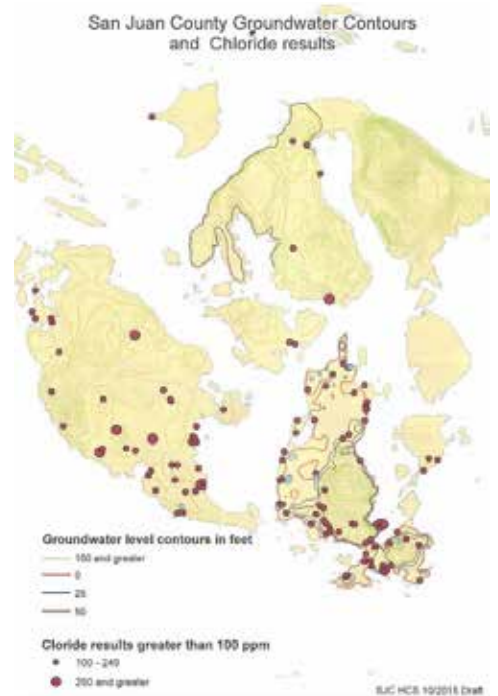 San Juan County Groundwater Contours
and Chloride results
Groundwater level contours in feet
100 and greater
0
25
50
Cloride results greater than 100 ppm
100 - 249
250 and greater
SJC HCS 10/2015 Draft